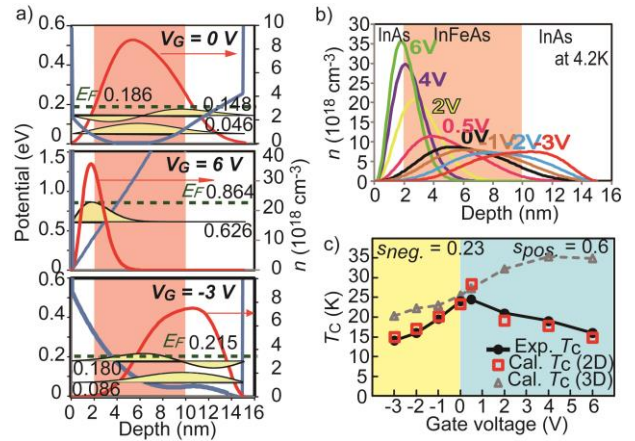 a)
V_G = 0 V
0.6
0.4
0.2
0
E_F 0.186
0.148
0.046
10
8
6
4
2
0
V_G = 6 V
1.5
1.0
0.5
0
E_F 0.864
0.626
40
30
20
10
0
V_G = -3 V
0.6
0.4
0.2
0
E_F 0.215
0.180
0.086
8
6
4
2
0
Potential (eV)
n (10^18 cm^-3)
0 2 4 6 8 10 12 14 16
Depth (nm)
b)
InAs InFeAs InAs
at 4.2K
6V
4V
2V
0.5V
0V -1V -2V -3V
35
30
25
20
15
10
5
0
n (10^18 cm^-3)
0 2 4 6 8 10 12 14 16
Depth (nm)
c)
s_neg. = 0.23 s_pos. = 0.6
40
35
30
25
20
15
10
5
0
T_C (K)
Exp. T_C
Cal. T_C (2D)
Cal. T_C (3D)
-3 -2 -1 0 1 2 3 4 5 6
Gate voltage (V)